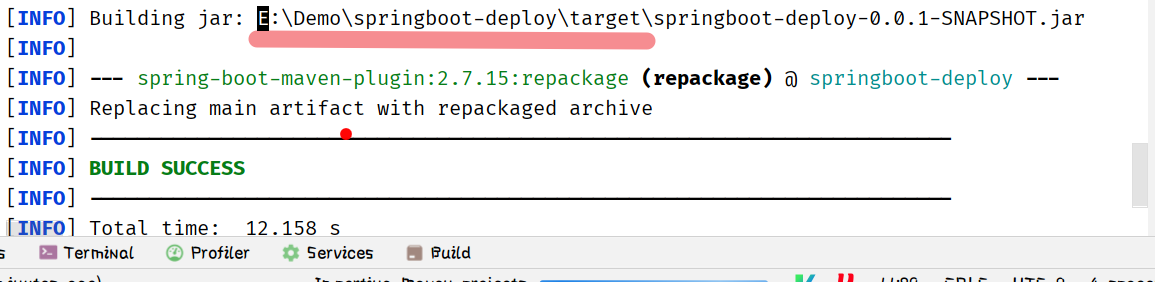 [INFO] Building jar: E:\Demo\springboot-deploy\target\springboot-deploy-0.0.1-SNAPSHOT.jar
[INFO]
[INFO] --- spring-boot-maven-plugin:2.7.15:repackage (repackage) @ springboot-deploy ---
[INFO] Replacing main artifact with repackaged archive
[INFO] ------------------------------------------------------------------------
[INFO] BUILD SUCCESS
[INFO] ------------------------------------------------------------------------
[INFO] Total time:  12.158 s
Terminal Profiler Services Build